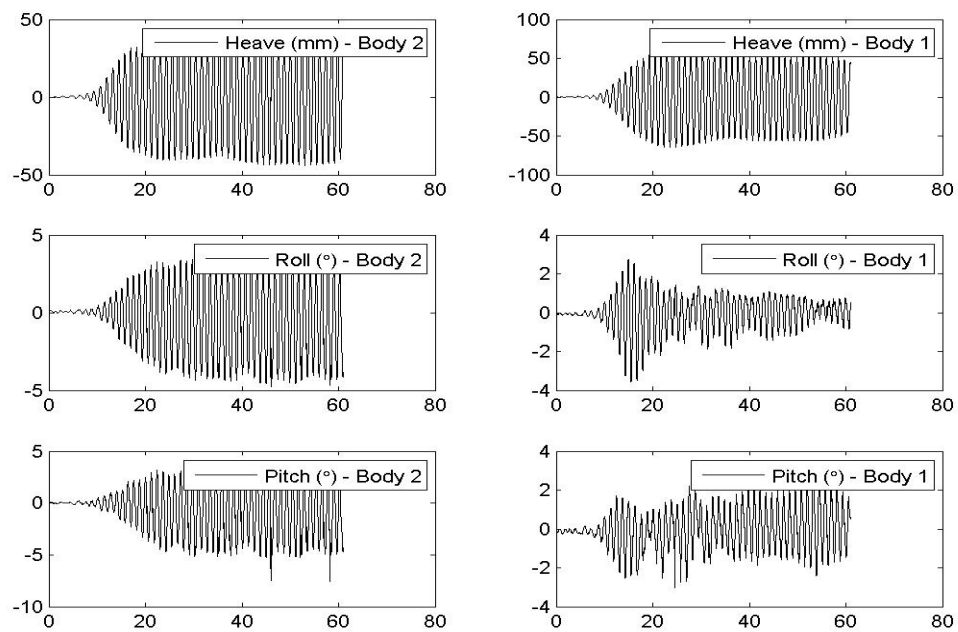 50
0
-50
0 20 40 60 80
Heave (mm) - Body 2
100
50
0
-50
-100
0 20 40 60 80
Heave (mm) - Body 1
5
0
-5
0 20 40 60 80
Roll (°) - Body 2
4
2
0
-2
-4
0 20 40 60 80
Roll (°) - Body 1
5
0
-5
-10
0 20 40 60 80
Pitch (°) - Body 2
4
2
0
-2
-4
0 20 40 60 80
Pitch (°) - Body 1